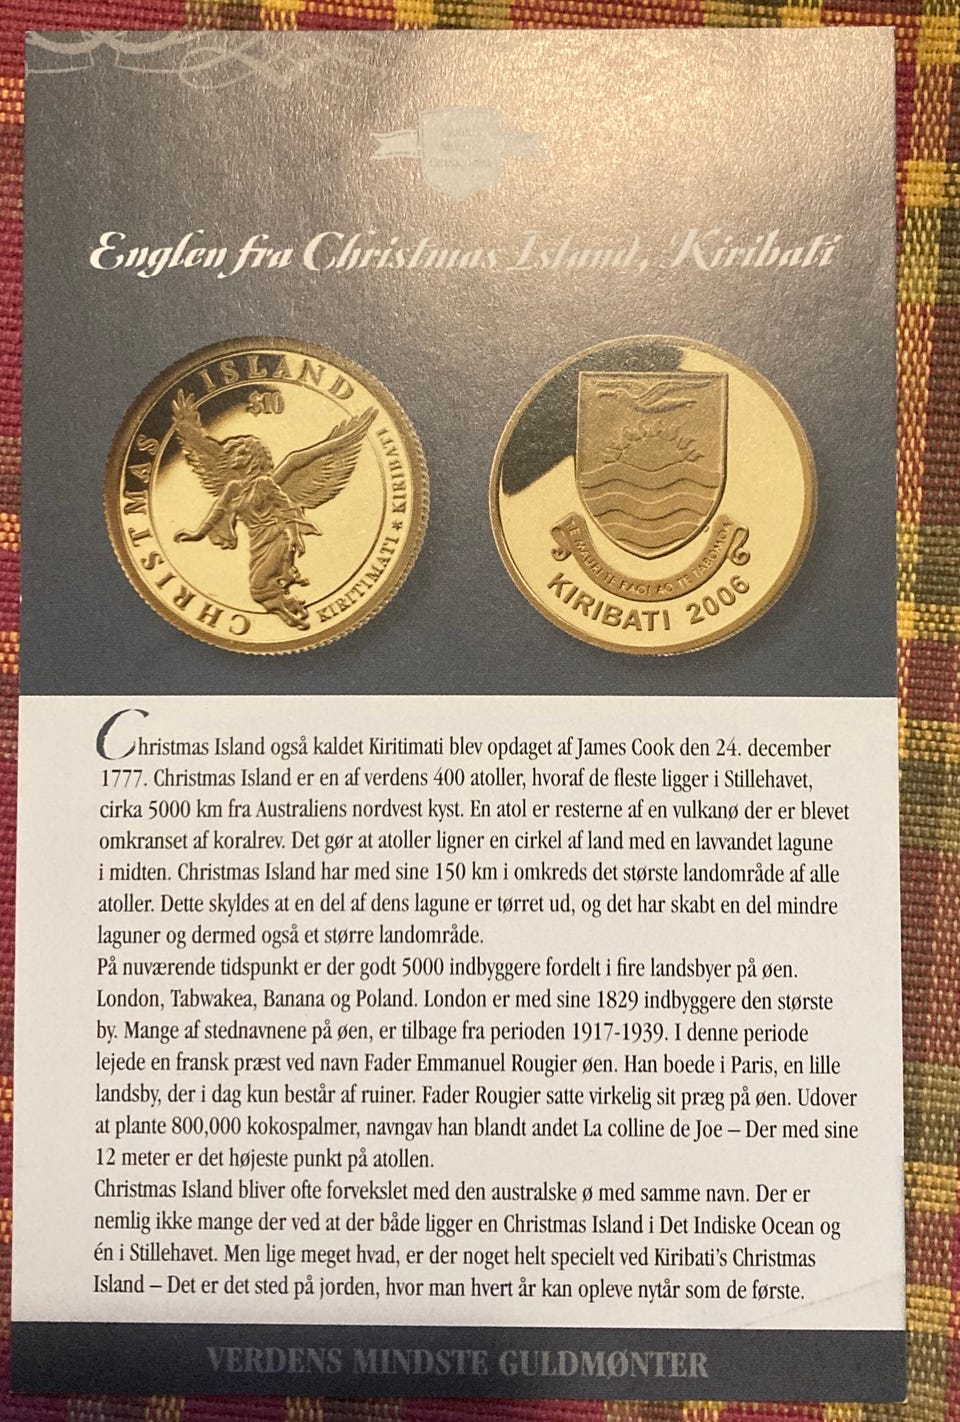 Englen fra Christmas Island, Kiribati
CHRISTMAS ISLAND
$10
KIRITIMATI * KIRIBATI
TE MAURI TE RAOI AO TE TABOMOA
KIRIBATI 2006
Christmas Island også kaldet Kiritimati blev opdaget af James Cook den 24. december
1777. Christmas Island er en af verdens 400 atoller, hvoraf de fleste ligger i Stillehavet,
cirka 5000 km fra Australiens nordvest kyst. En atol er resterne af en vulkanø der er blevet
omkranset af koralrev. Det gør at atoller ligner en cirkel af land med en lavvandet lagune
i midten. Christmas Island har med sine 150 km i omkreds det største landområde af alle
atoller. Dette skyldes at en del af dens lagune er tørret ud, og det har skabt en del mindre
laguner og dermed også et større landområde.
På nuværende tidspunkt er der godt 5000 indbyggere fordelt i fire landsbyer på øen.
London, Tabwakea, Banana og Poland. London er med sine 1829 indbyggere den største
by. Mange af stednavnene på øen, er tilbage fra perioden 1917-1939. I denne periode
lejede en fransk præst ved navn Fader Emmanuel Rougier øen. Han boede i Paris, en lille
landsby, der i dag kun består af ruiner. Fader Rougier satte virkelig sit præg på øen. Udover
at plante 800,000 kokospalmer, navngav han blandt andet La colline de Joe – Der med sine
12 meter er det højeste punkt på atollen.
Christmas Island bliver ofte forvekslet med den australske ø med samme navn. Der er
nemlig ikke mange der ved at der både ligger en Christmas Island i Det Indiske Ocean og
én i Stillehavet. Men lige meget hvad, er der noget helt specielt ved Kiribati's Christmas
Island – Det er det sted på jorden, hvor man hvert år kan opleve nytår som de første.
VERDENS MINDSTE GULDMØNTER